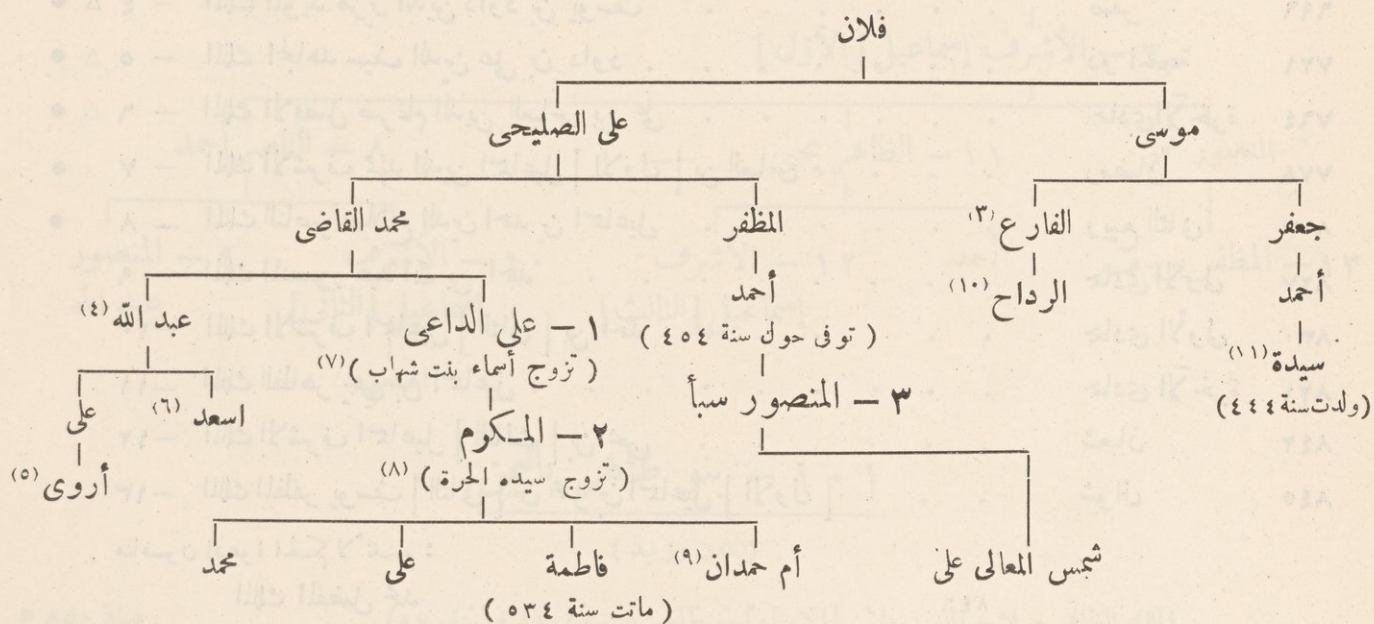 فلان
موسى
على الصليحى
جعفر
الفارع (٣)
المظفر
محمد القاضى
أحمد
الرداح (١٠)
أحمد
١ – على الداعى
عبد الله (٤)
سيدة (١١)
( توفى حول سنة ٤٥٤ )
( تزوج أسماء بنت شهاب ) (٧)
(ولدت سنة ٤٤٤)
٣ – المنصور سبأ
٢ – المكوم
اسعد (٦)
على
( تزوج سيده الحرة ) (٨)
أروى (٥)
شمس المعالى على
أم حمدان (٩)
فاطمة
على
محمد
( ماتت سنة ٥٣٤ )